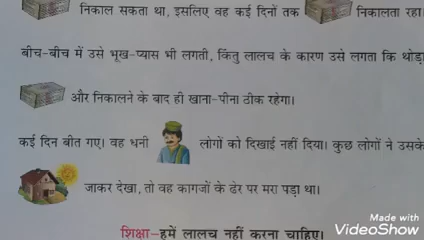 निकाल सकता था, इसलिए वह कई दिनों तक निकालता रहा।
बीच-बीच में उसे भूख-प्यास भी लगती, किंतु लालच के कारण उसे लगता कि थोड़ा
और निकालने के बाद ही खाना-पीना ठीक रहेगा।
कई दिन बीत गए। वह धनी लोगों को दिखाई नहीं दिया। कुछ लोगों ने उसके
जाकर देखा, तो वह कागजों के ढेर पर मरा पड़ा था।
शिक्षा-हमें लालच नहीं करना चाहिए।
Made with
VideoShow